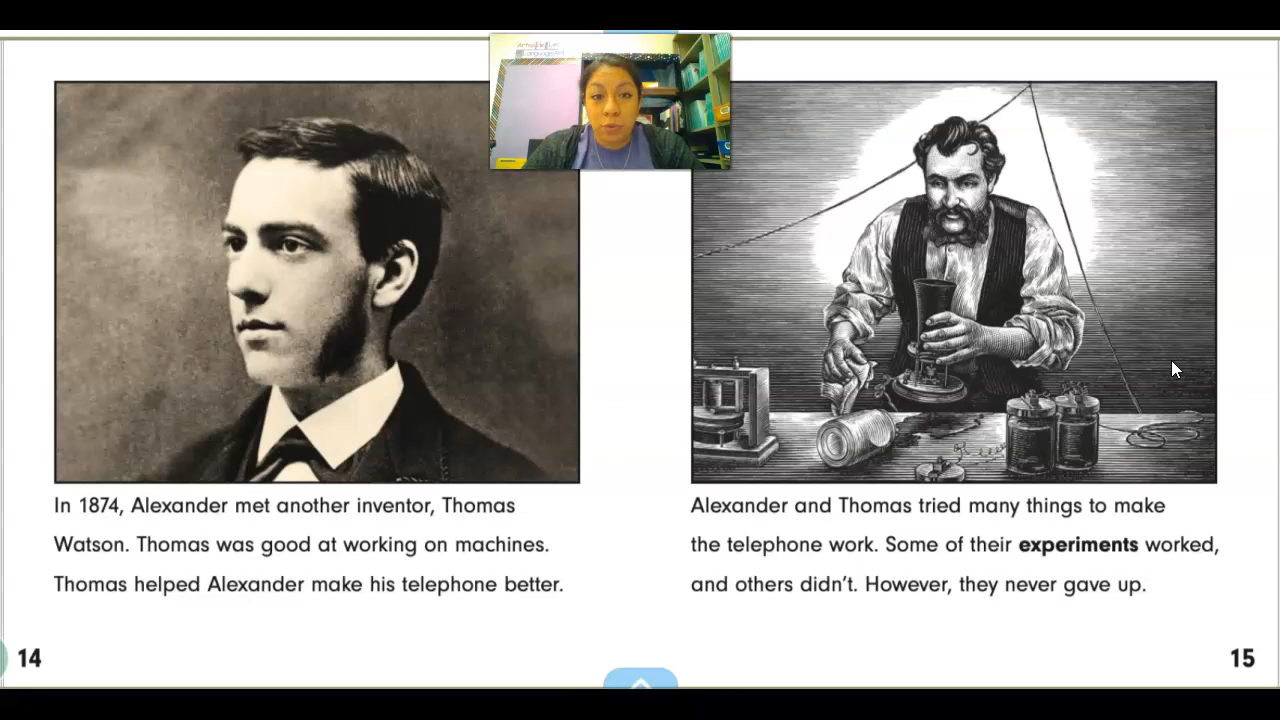 In 1874, Alexander met another inventor, Thomas
Watson. Thomas was good at working on machines.
Thomas helped Alexander make his telephone better.
14
Alexander and Thomas tried many things to make
the telephone work. Some of their experiments worked,
and others didn't. However, they never gave up.
15